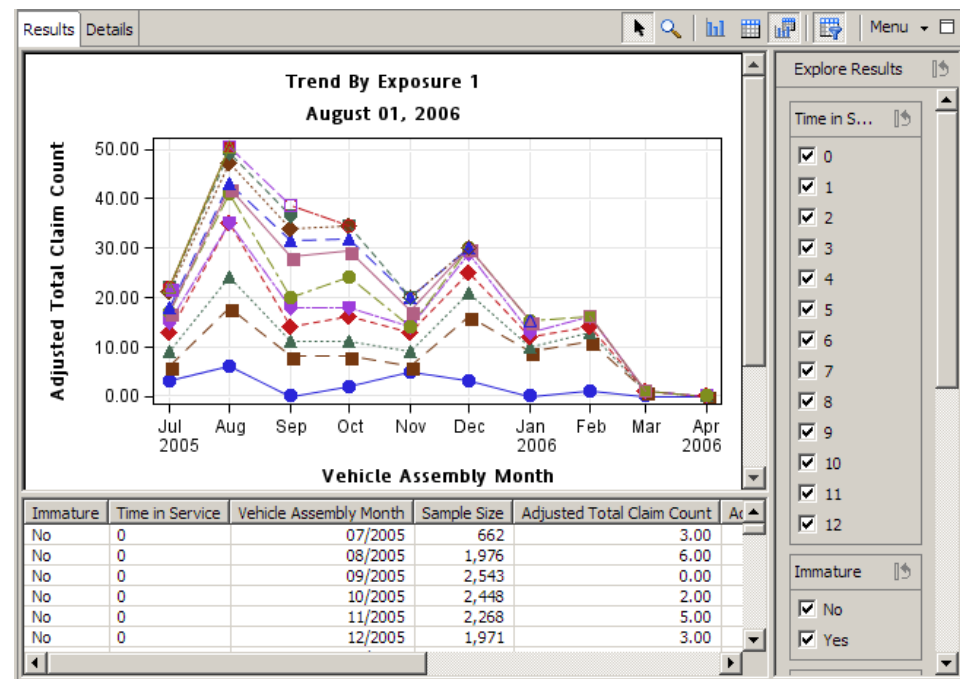 Results Details Menu
Trend By Exposure 1
August 01, 2006
Adjusted Total Claim Count
50.00
40.00
30.00
20.00
10.00
0.00
Jul Aug Sep Oct Nov Dec Jan Feb Mar Apr
2005 2006 2006
Vehicle Assembly Month
Immature Time in Service Vehicle Assembly Month Sample Size Adjusted Total Claim Count Ac
No 0 07/2005 662 3.00
No 0 08/2005 1,976 6.00
No 0 09/2005 2,543 0.00
No 0 10/2005 2,448 2.00
No 0 11/2005 2,268 5.00
No 0 12/2005 1,971 3.00
Explore Results
Time in S...
0
1
2
3
4
5
6
7
8
9
10
11
12
Immature
No
Yes